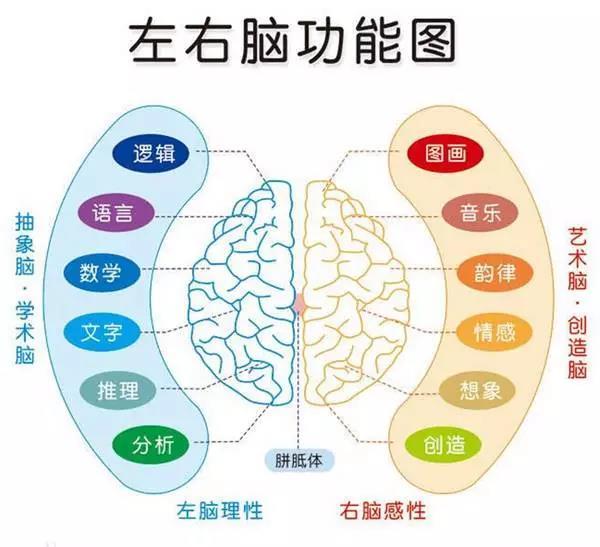 左右脑功能图
逻辑
语言
数学
文字
推理
分析
抽象脑·学术脑
图画
音乐
韵律
情感
想象
创造
艺术脑·创造脑
胼胝体
左脑理性
右脑感性